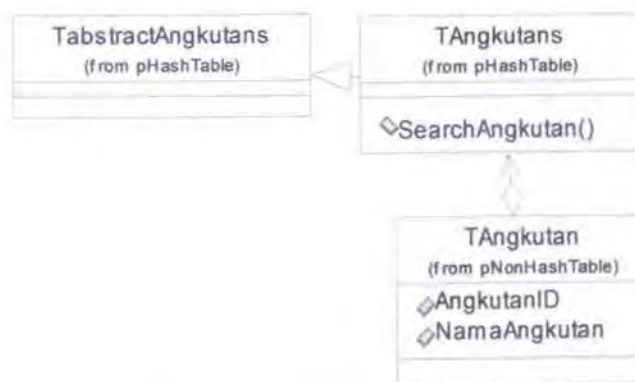 TabstractAngkutans
(from pHashTable)
TAngkutans
(from pHashTable)
SearchAngkutan()
TAngkutan
(from pNonHashTable)
AngkutanID
NamaAngkutan